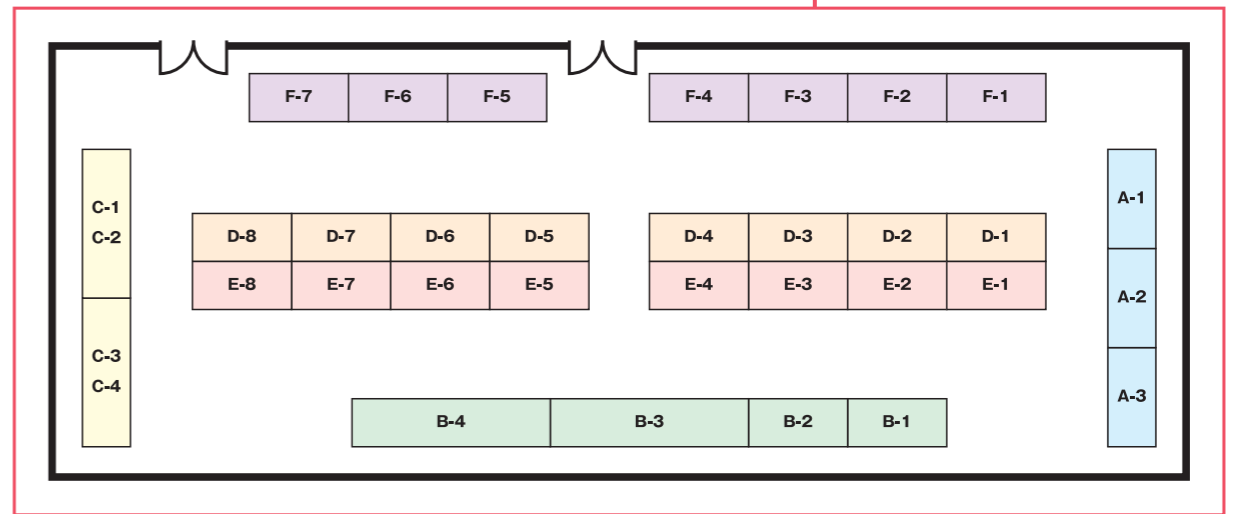 F-7 F-6 F-5 F-4 F-3 F-2 F-1
C-1
C-2
A-1
D-8 D-7 D-6 D-5 D-4 D-3 D-2 D-1
E-8 E-7 E-6 E-5 E-4 E-3 E-2 E-1
A-2
C-3
C-4
A-3
B-4 B-3 B-2 B-1